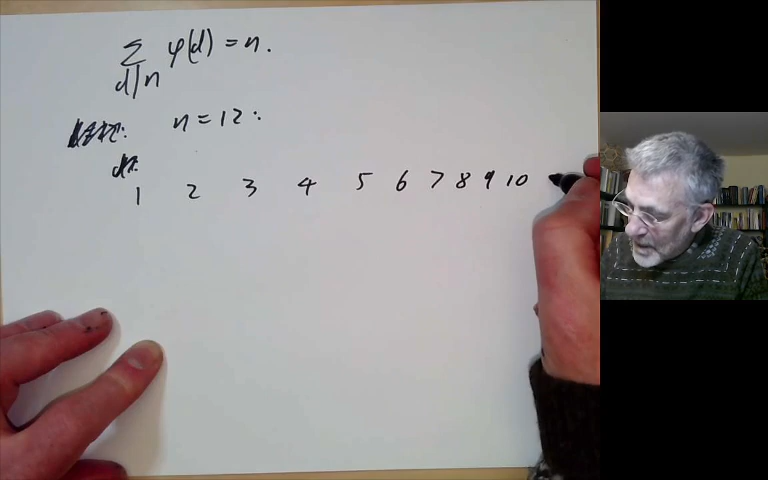 ∑ φ(d) = n.
d|n
n = 12:
1 2 3 4 5 6 7 8 9 10